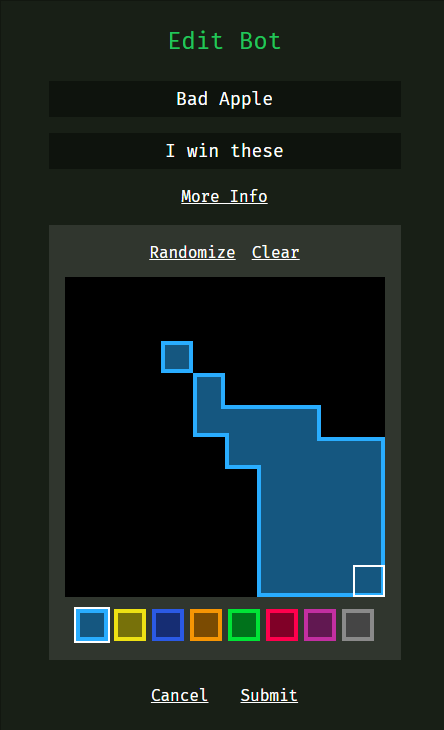 Edit Bot
Bad Apple
I win these
More Info
Randomize Clear
Cancel Submit